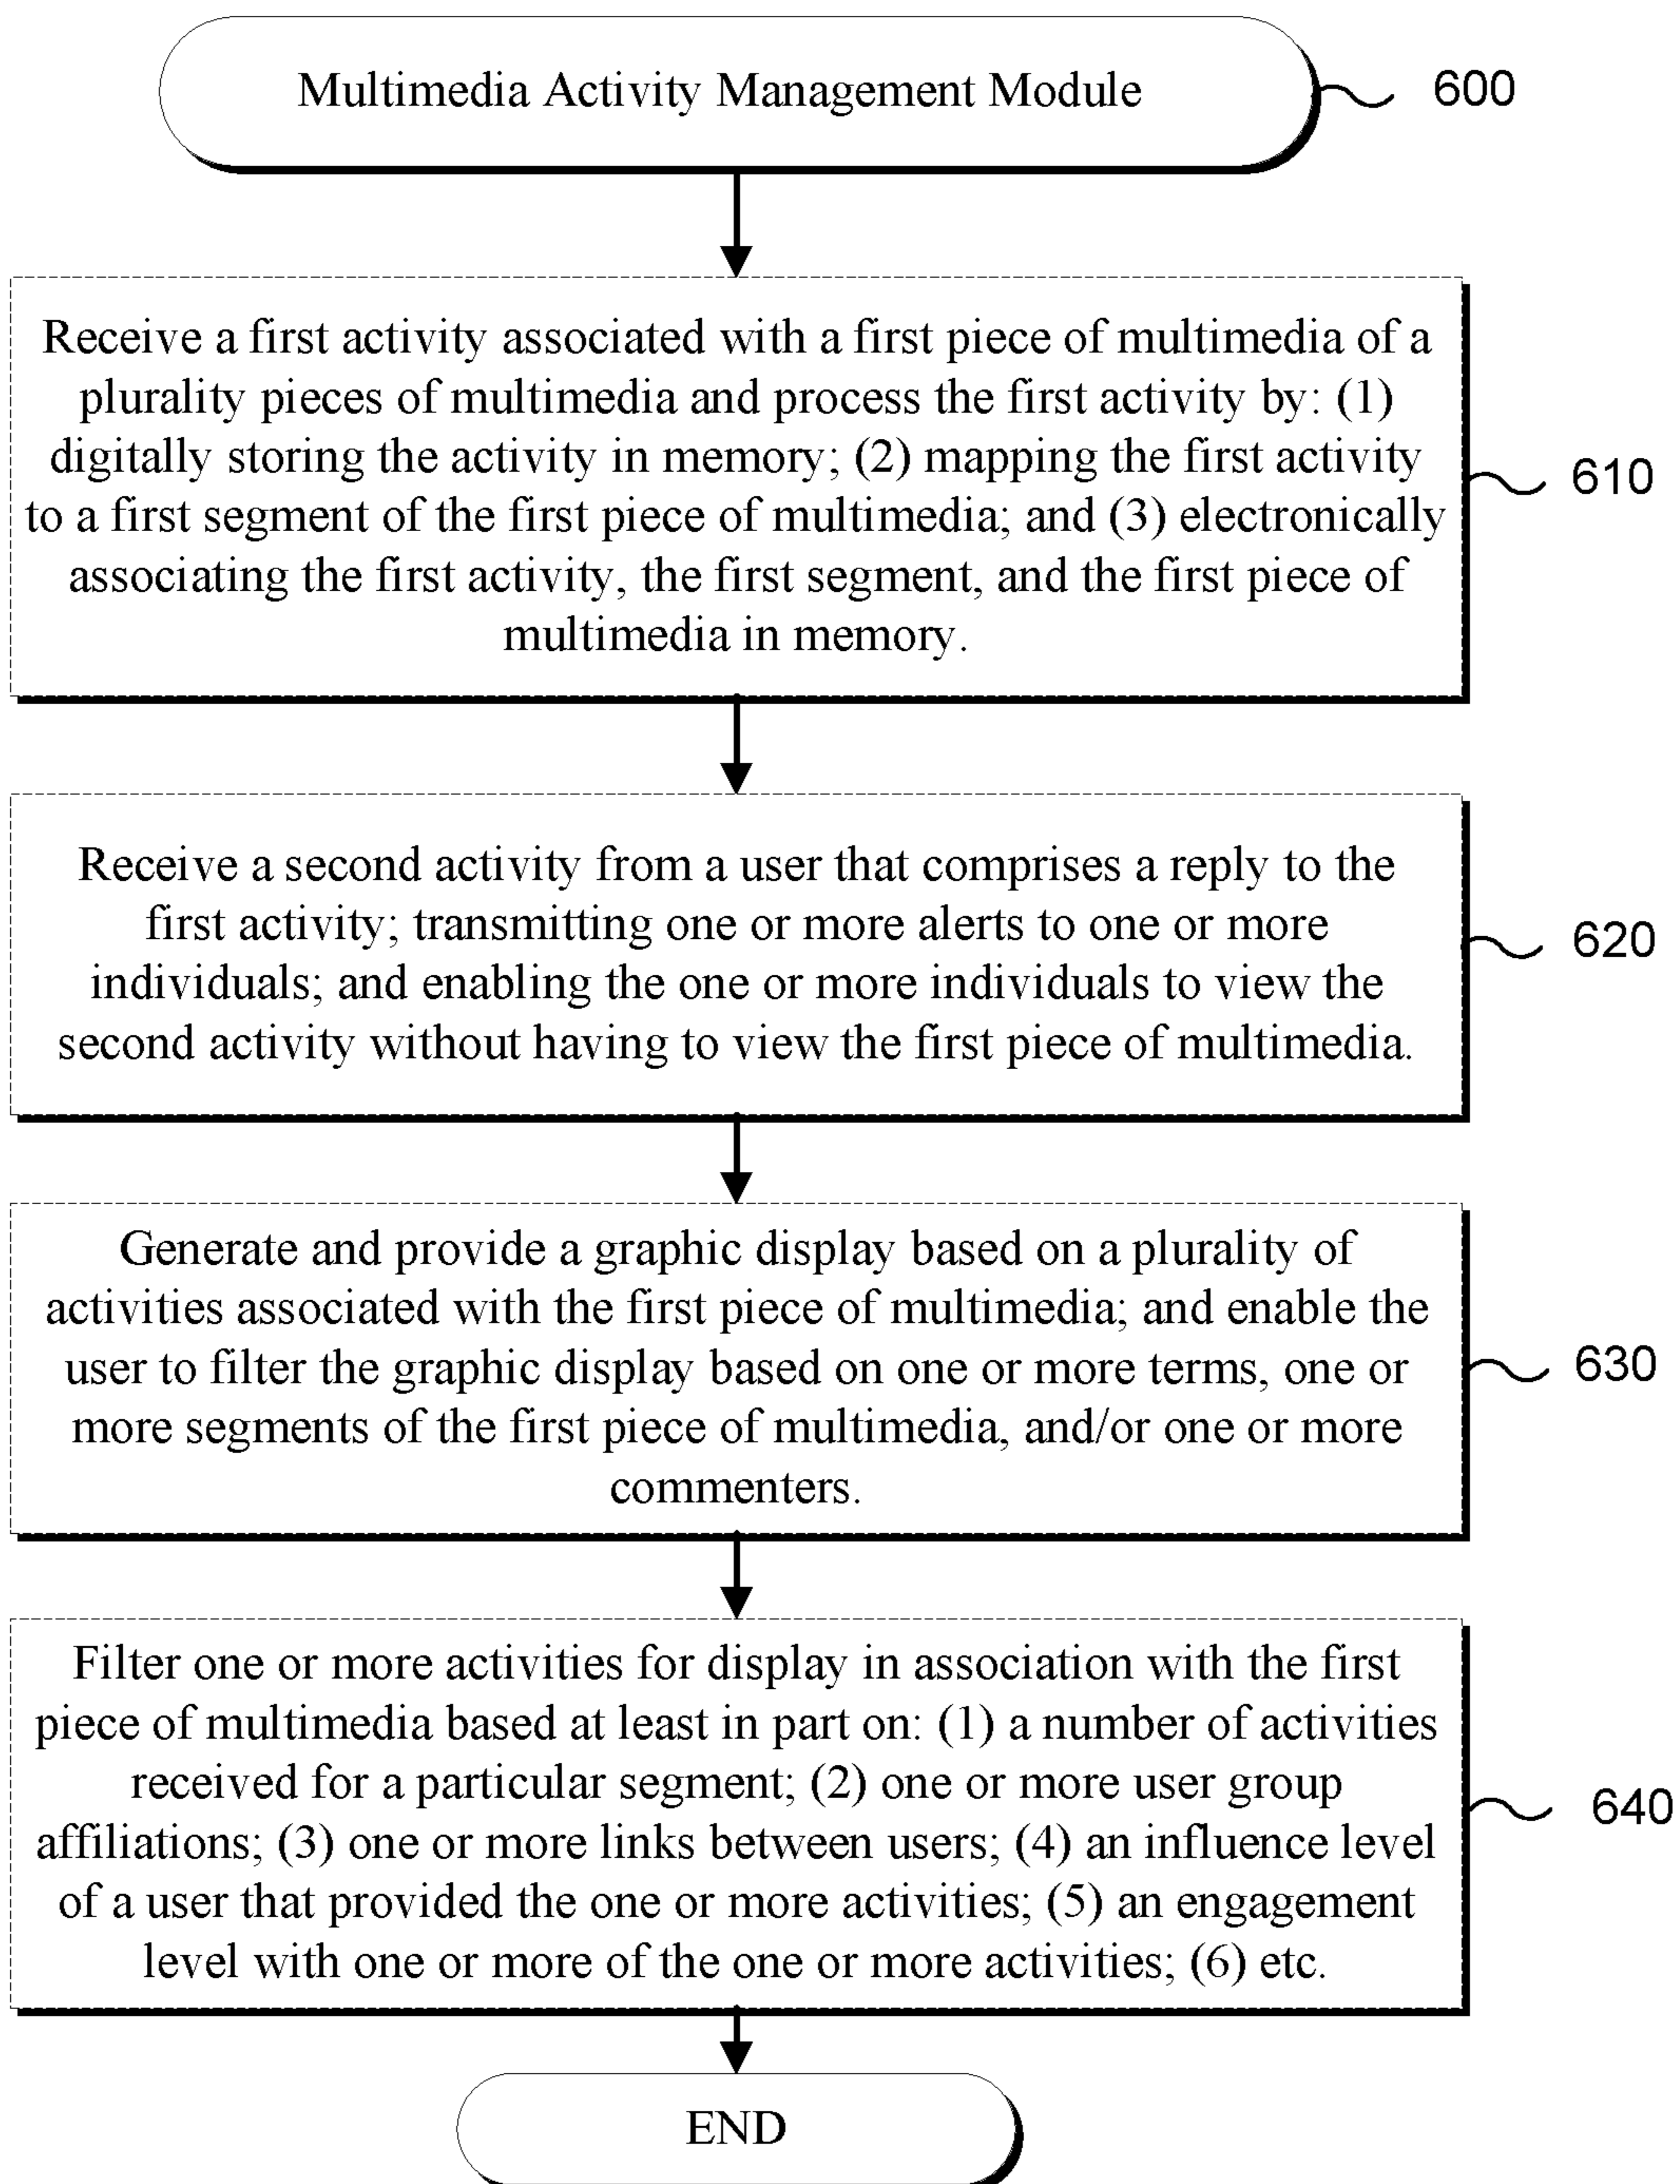 Multimedia Activity Management Module
600
Receive a first activity associated with a first piece of multimedia of a
plurality pieces of multimedia and process the first activity by: (1)
digitally storing the activity in memory; (2) mapping the first activity
to a first segment of the first piece of multimedia; and (3) electronically
associating the first activity, the first segment, and the first piece of
multimedia in memory.
610
Receive a second activity from a user that comprises a reply to the
first activity; transmitting one or more alerts to one or more
individuals; and enabling the one or more individuals to view the
second activity without having to view the first piece of multimedia.
620
Generate and provide a graphic display based on a plurality of
activities associated with the first piece of multimedia; and enable the
user to filter the graphic display based on one or more terms, one or
more segments of the first piece of multimedia, and/or one or more
commenters.
630
Filter one or more activities for display in association with the first
piece of multimedia based at least in part on: (1) a number of activities
received for a particular segment; (2) one or more user group
affiliations; (3) one or more links between users; (4) an influence level
of a user that provided the one or more activities; (5) an engagement
level with one or more of the one or more activities; (6) etc.
640
END